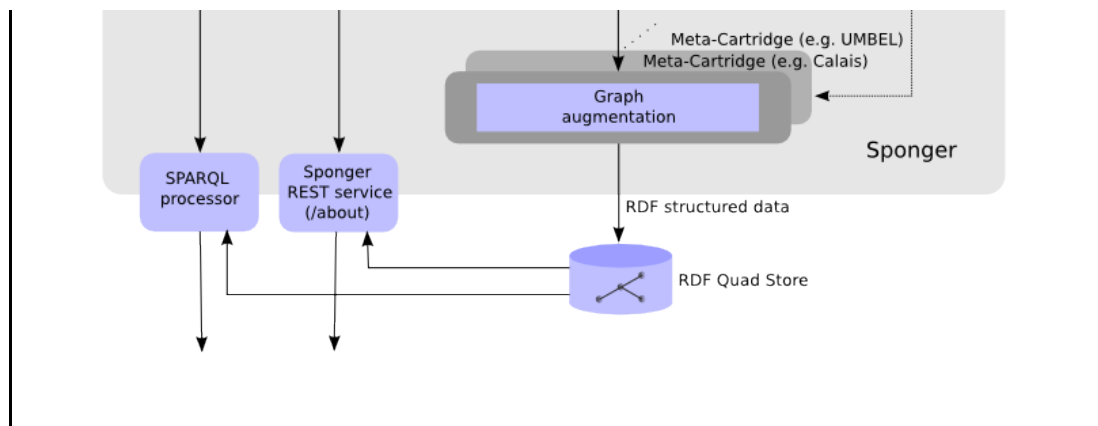 Meta-Cartridge (e.g. UMBEL)
Meta-Cartridge (e.g. Calais)
Graph
augmentation
Sponger
SPARQL
processor
Sponger
REST service
(/about)
RDF structured data
RDF Quad Store